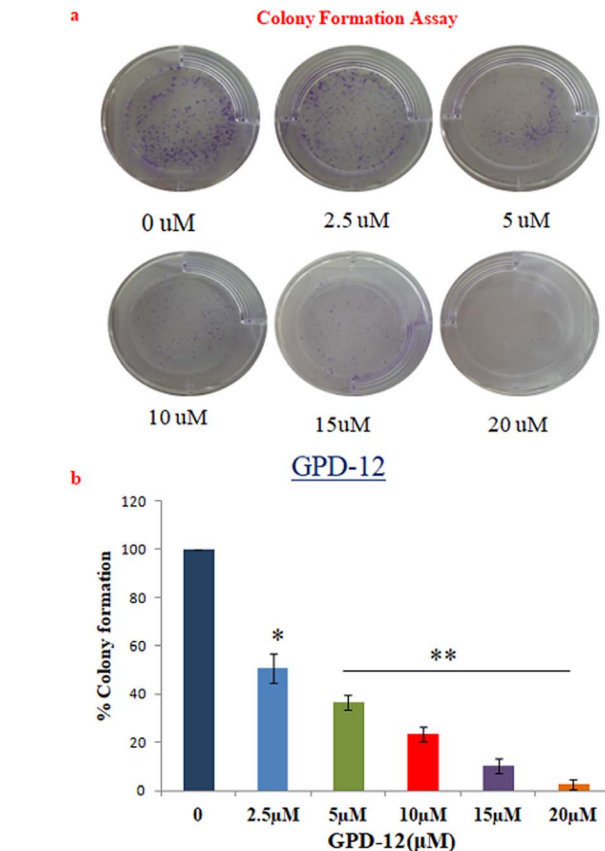 a
Colony Formation Assay
0 uM
2.5 uM
5 uM
10 uM
15uM
20 uM
GPD-12
b
120
100
80
60
40
20
0
% Colony formation
*
**
0
2.5µM
5µM
10µM
15µM
20µM
GPD-12(µM)